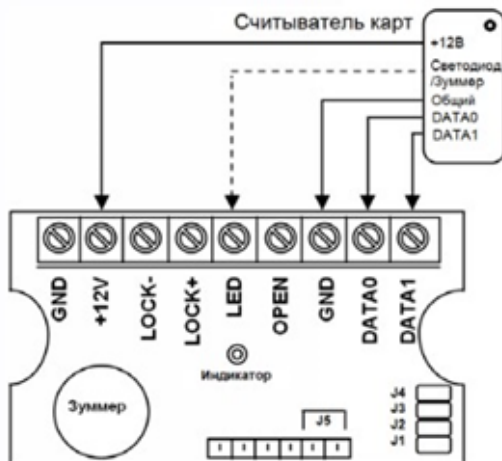 Считыватель карт
+12В
Светодиод
/Зуммер
Общий
DATA0
DATA1
GND
+12V
LOCK-
LOCK+
LED
OPEN
GND
DATA0
DATA1
Индикатор
Зуммер
J5
J4
J3
J2
J1